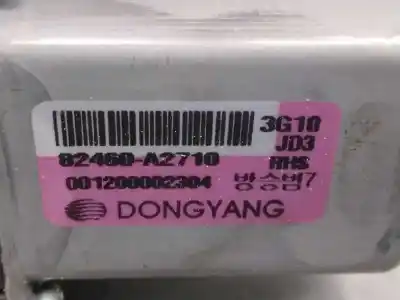 3G10
JD3
82460-A2710 RHS
001200002304 방승범7
DONGYANG